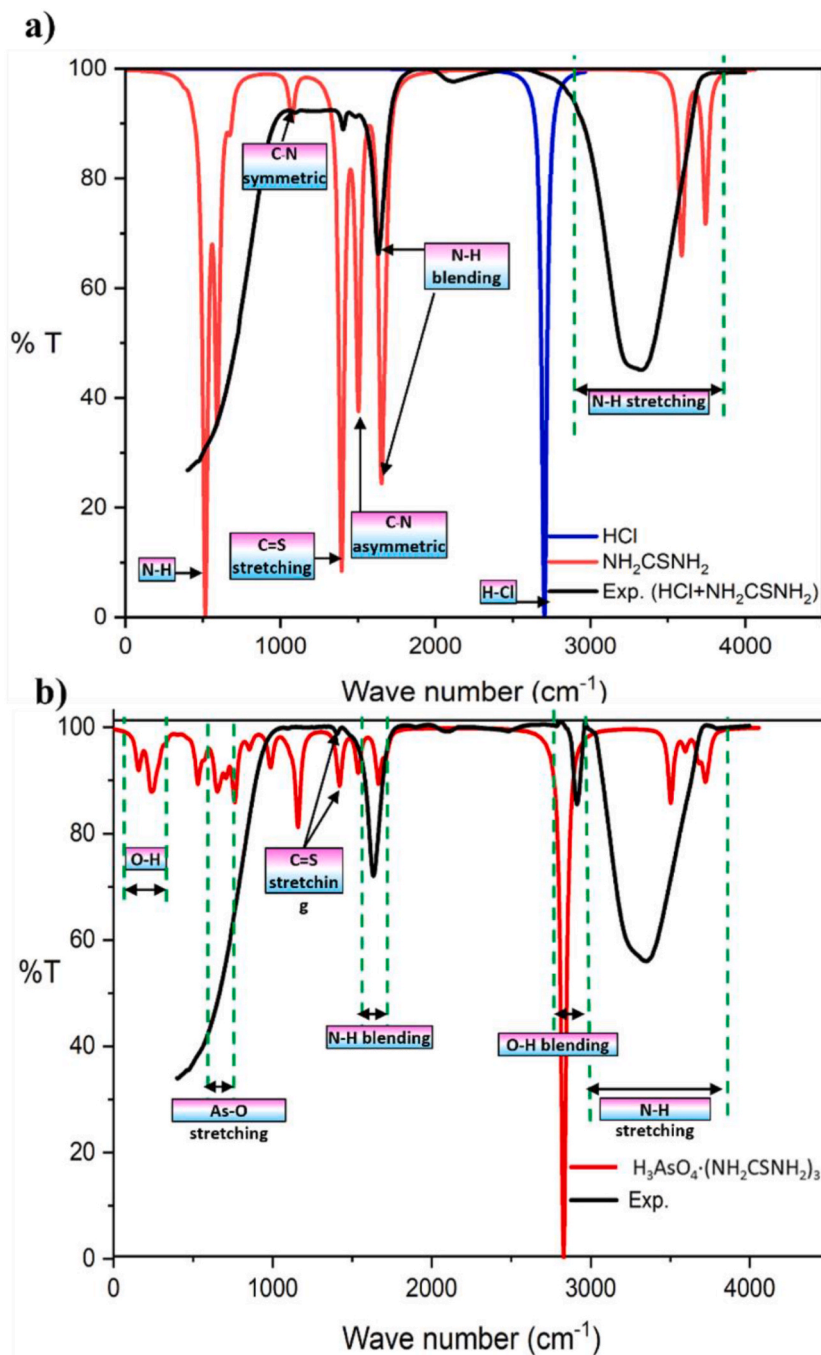 a)
100
80
60
% T
40
20
0
C-N
symmetric
N-H
blending
N-H stretching
C=S
stretching
C-N
asymmetric
N-H
H-Cl
HCl
NH₂CSNH₂
Exp. (HCl+NH₂CSNH₂)
0 1000 2000 3000 4000
Wave number (cm⁻¹)
b)
100
80
60
%T
40
20
0
O-H
C=S
stretchin
g
N-H blending
O-H blending
As-O
stretching
N-H
stretching
H₃AsO₄·(NH₂CSNH₂)₃
Exp.
0 1000 2000 3000 4000
Wave number (cm⁻¹)